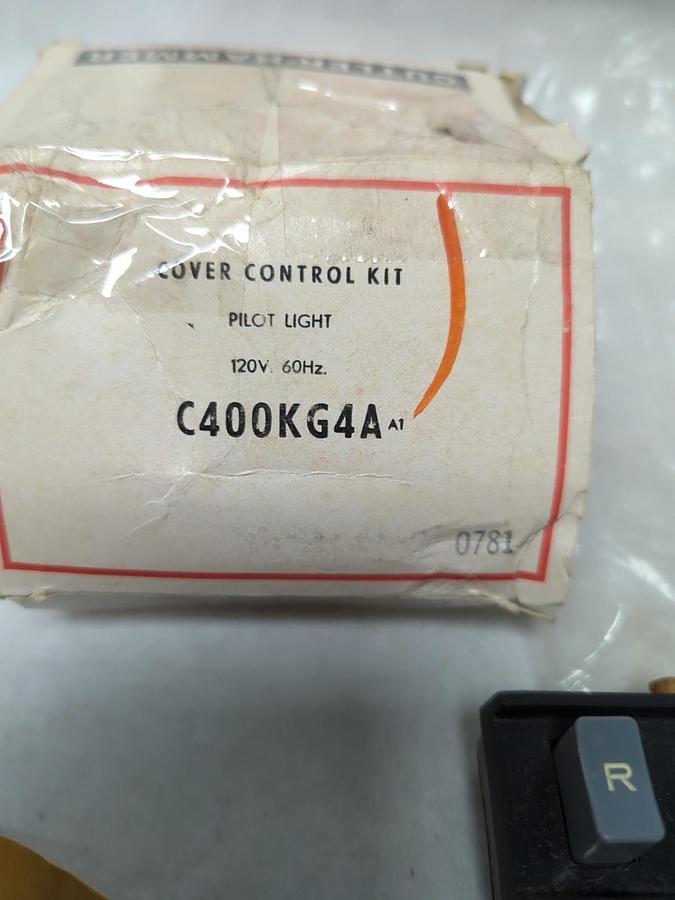 CUTLER-HAMMER
COVER CONTROL KIT
PILOT LIGHT
120V. 60Hz.
C400KG4A A1
0781
R